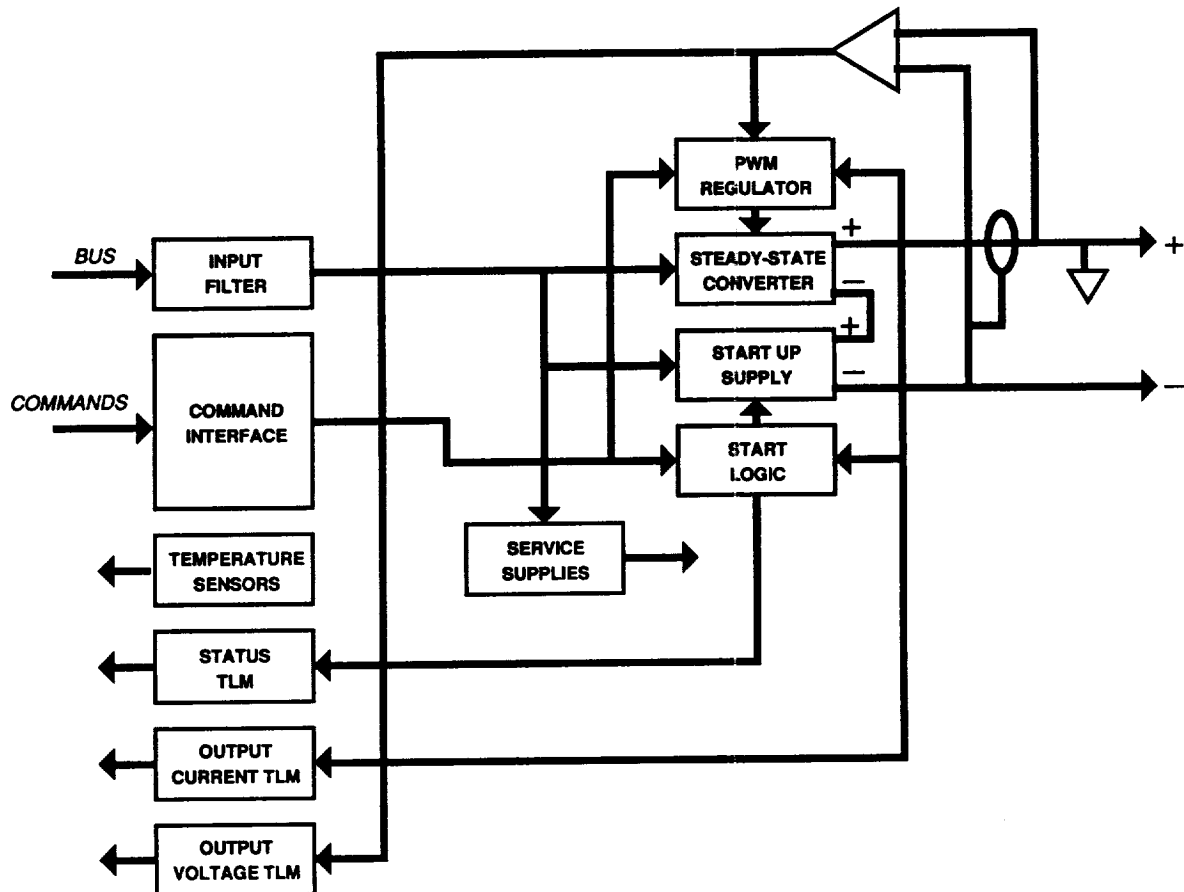 PWM
REGULATOR
+
BUS
INPUT
FILTER
STEADY-STATE
CONVERTER
+
—
+
START UP
SUPPLY
—
—
COMMANDS
COMMAND
INTERFACE
START
LOGIC
SERVICE
SUPPLIES
TEMPERATURE
SENSORS
STATUS
TLM
OUTPUT
CURRENT TLM
OUTPUT
VOLTAGE TLM